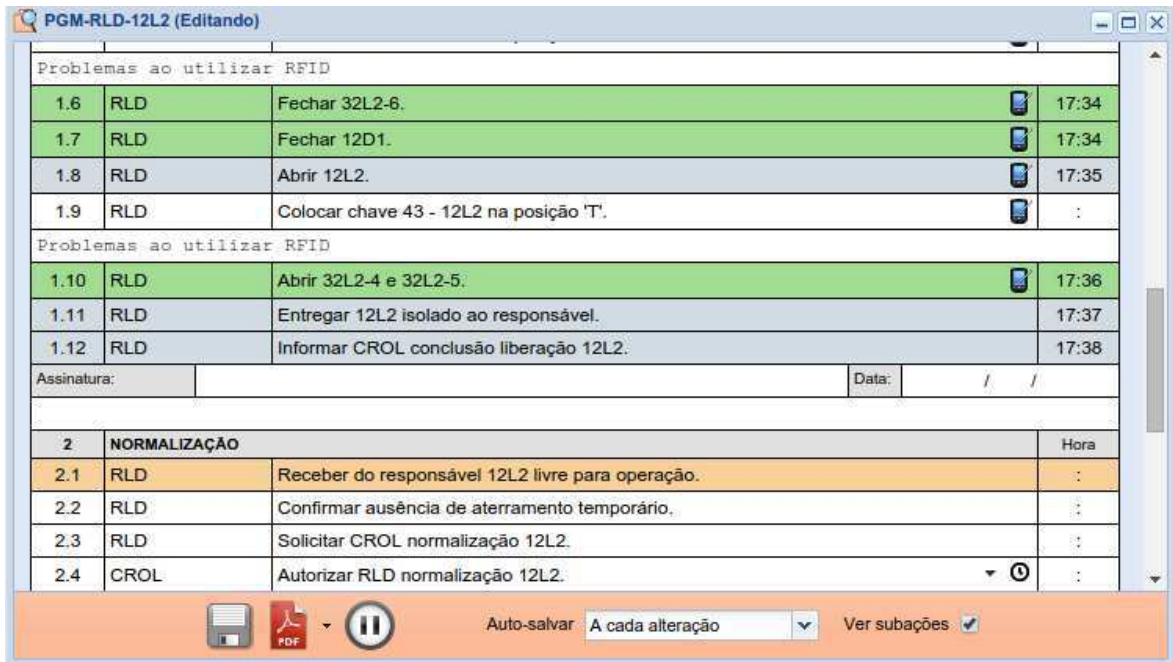 PGM-RLD-12L2 (Editando)
Problemas ao utilizar RFID
1.6 RLD Fechar 32L2-6. 17:34
1.7 RLD Fechar 12D1. 17:34
1.8 RLD Abrir 12L2. 17:35
1.9 RLD Colocar chave 43 - 12L2 na posição 'T'. :
Problemas ao utilizar RFID
1.10 RLD Abrir 32L2-4 e 32L2-5. 17:36
1.11 RLD Entregar 12L2 isolado ao responsável. 17:37
1.12 RLD Informar CROL conclusão liberação 12L2. 17:38
Assinatura: Data: / /
2 NORMALIZAÇÃO Hora
2.1 RLD Receber do responsável 12L2 livre para operação. :
2.2 RLD Confirmar ausência de aterramento temporário. :
2.3 RLD Solicitar CROL normalização 12L2. :
2.4 CROL Autorizar RLD normalização 12L2. :
PDF Auto-salvar A cada alteração Ver subações